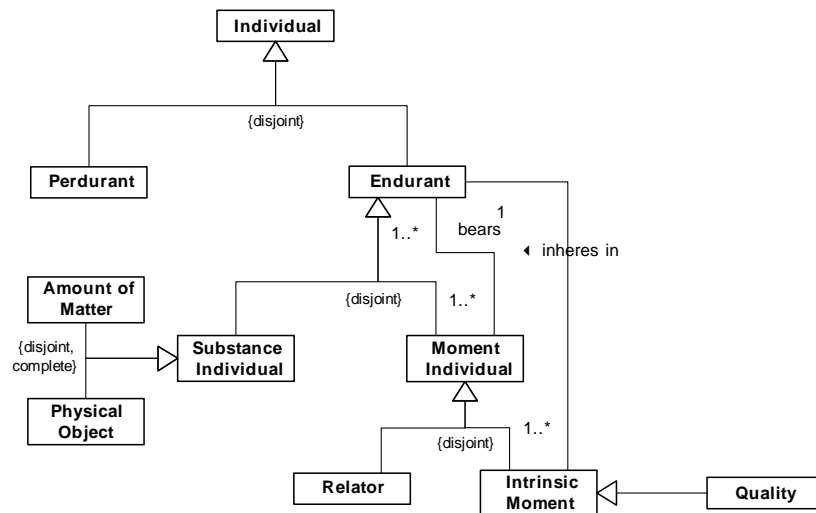 Individual
{disjoint}
Perdurant
Endurant
1
1..*
bears
inheres in
Amount of
Matter
{disjoint}
1..*
{disjoint,
complete}
Substance
Individual
Moment
Individual
Physical
Object
{disjoint}
1..*
Relator
Intrinsic
Moment
Quality